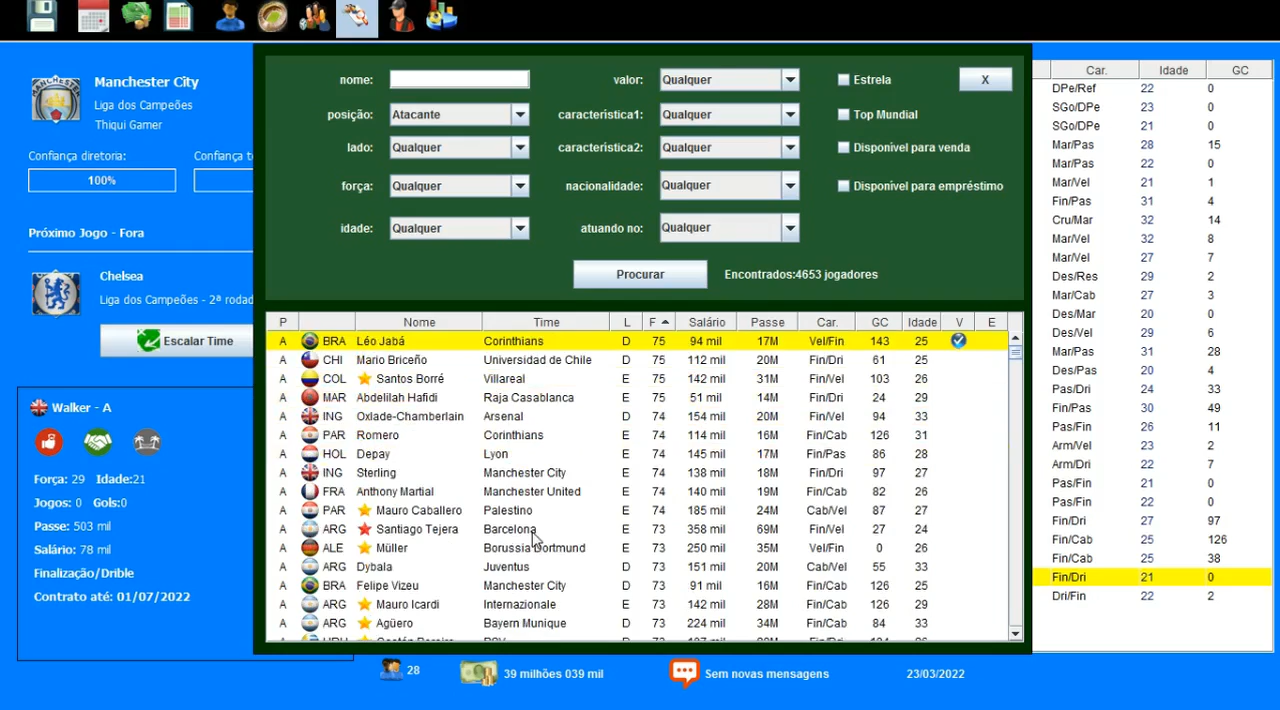 Manchester City
Liga dos Campeões
Thiqui Gamer
Confiança diretoria:
Confiança t
100%
Próximo Jogo - Fora
Chelsea
Liga dos Campeões - 2ª rodad
Escalar Time
Walker - A
Força: 29 Idade:21
Jogos: 0 Gols:0
Passe: 503 mil
Salário: 78 mil
Finalização/Drible
Contrato até: 01/07/2022
nome:
valor: Qualquer
Estrela
X
posição: Atacante
característica1: Qualquer
Top Mundial
lado: Qualquer
característica2: Qualquer
Disponível para venda
força: Qualquer
nacionalidade: Qualquer
Disponível para empréstimo
idade: Qualquer
atuando no: Qualquer
Procurar
Encontrados:4653 jogadores
P Nome Time L F Salário Passe Car. GC Idade V E
A BRA Léo Jabá Corinthians D 75 94 mil 17M Vel/Fin 143 25
A CHI Mario Briceño Universidad de Chile D 75 112 mil 20M Fin/Dri 61 25
A COL Santos Borré Villareal E 75 142 mil 31M Fin/Vel 103 26
A MAR Abdelilah Hafidi Raja Casablanca E 75 51 mil 14M Fin/Dri 24 29
A ING Oxlade-Chamberlain Arsenal D 74 154 mil 20M Fin/Vel 94 33
A PAR Romero Corinthians E 74 114 mil 16M Fin/Cab 126 31
A HOL Depay Lyon E 74 145 mil 17M Fin/Pas 86 28
A ING Sterling Manchester City E 74 138 mil 18M Fin/Dri 97 27
A FRA Anthony Martial Manchester United E 74 140 mil 19M Fin/Cab 82 26
A PAR Mauro Caballero Palestino E 74 185 mil 24M Cab/Vel 87 27
A ARG Santiago Tejera Barcelona E 73 358 mil 69M Fin/Vel 27 24
A ALE Müller Borussia Dortmund E 73 250 mil 35M Vel/Fin 0 26
A ARG Dybala Juventus D 73 151 mil 20M Cab/Vel 55 33
A BRA Felipe Vizeu Manchester City D 73 91 mil 16M Fin/Cab 126 25
A ARG Mauro Icardi Internazionale E 73 142 mil 28M Fin/Cab 126 29
A ARG Agüero Bayern Munique D 73 224 mil 34M Fin/Cab 84 33
Car. Idade GC
DPe/Ref 22 0
SGo/DPe 23 0
SGo/DPe 21 0
Mar/Pas 28 15
Mar/Pas 22 0
Mar/Vel 21 1
Fin/Pas 31 4
Cru/Mar 32 14
Mar/Vel 32 8
Mar/Vel 27 7
Des/Res 29 2
Mar/Cab 27 3
Des/Mar 20 0
Des/Vel 29 6
Mar/Pas 31 28
Des/Pas 20 4
Pas/Dri 24 33
Fin/Pas 30 49
Pas/Fin 26 11
Arm/Vel 23 2
Arm/Dri 22 7
Pas/Fin 21 0
Pas/Fin 22 0
Fin/Dri 27 97
Fin/Cab 25 126
Fin/Cab 25 38
Fin/Dri 21 0
Dri/Fin 22 2
28
39 milhões 039 mil
Sem novas mensagens
23/03/2022